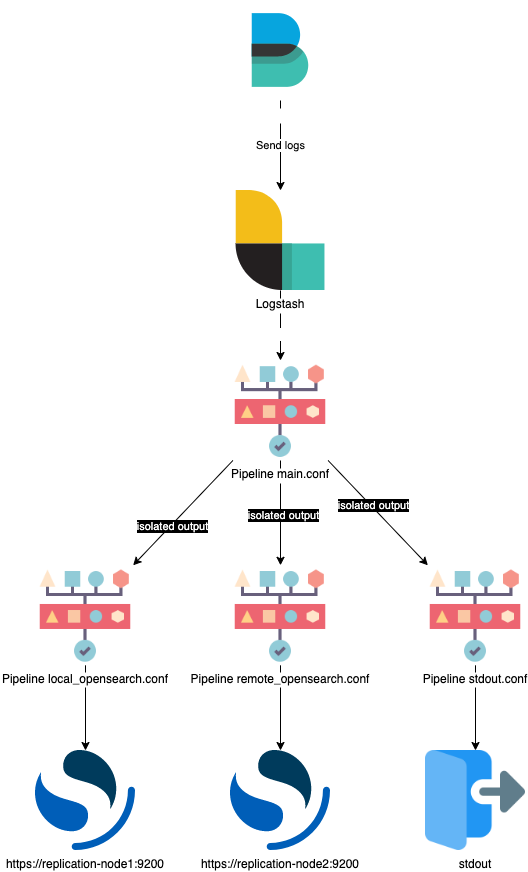 Send logs
Logstash
Pipeline main.conf
isolated output
isolated output
isolated output
Pipeline local_opensearch.conf
Pipeline remote_opensearch.conf
Pipeline stdout.conf
https://replication-node1:9200
https://replication-node2:9200
stdout